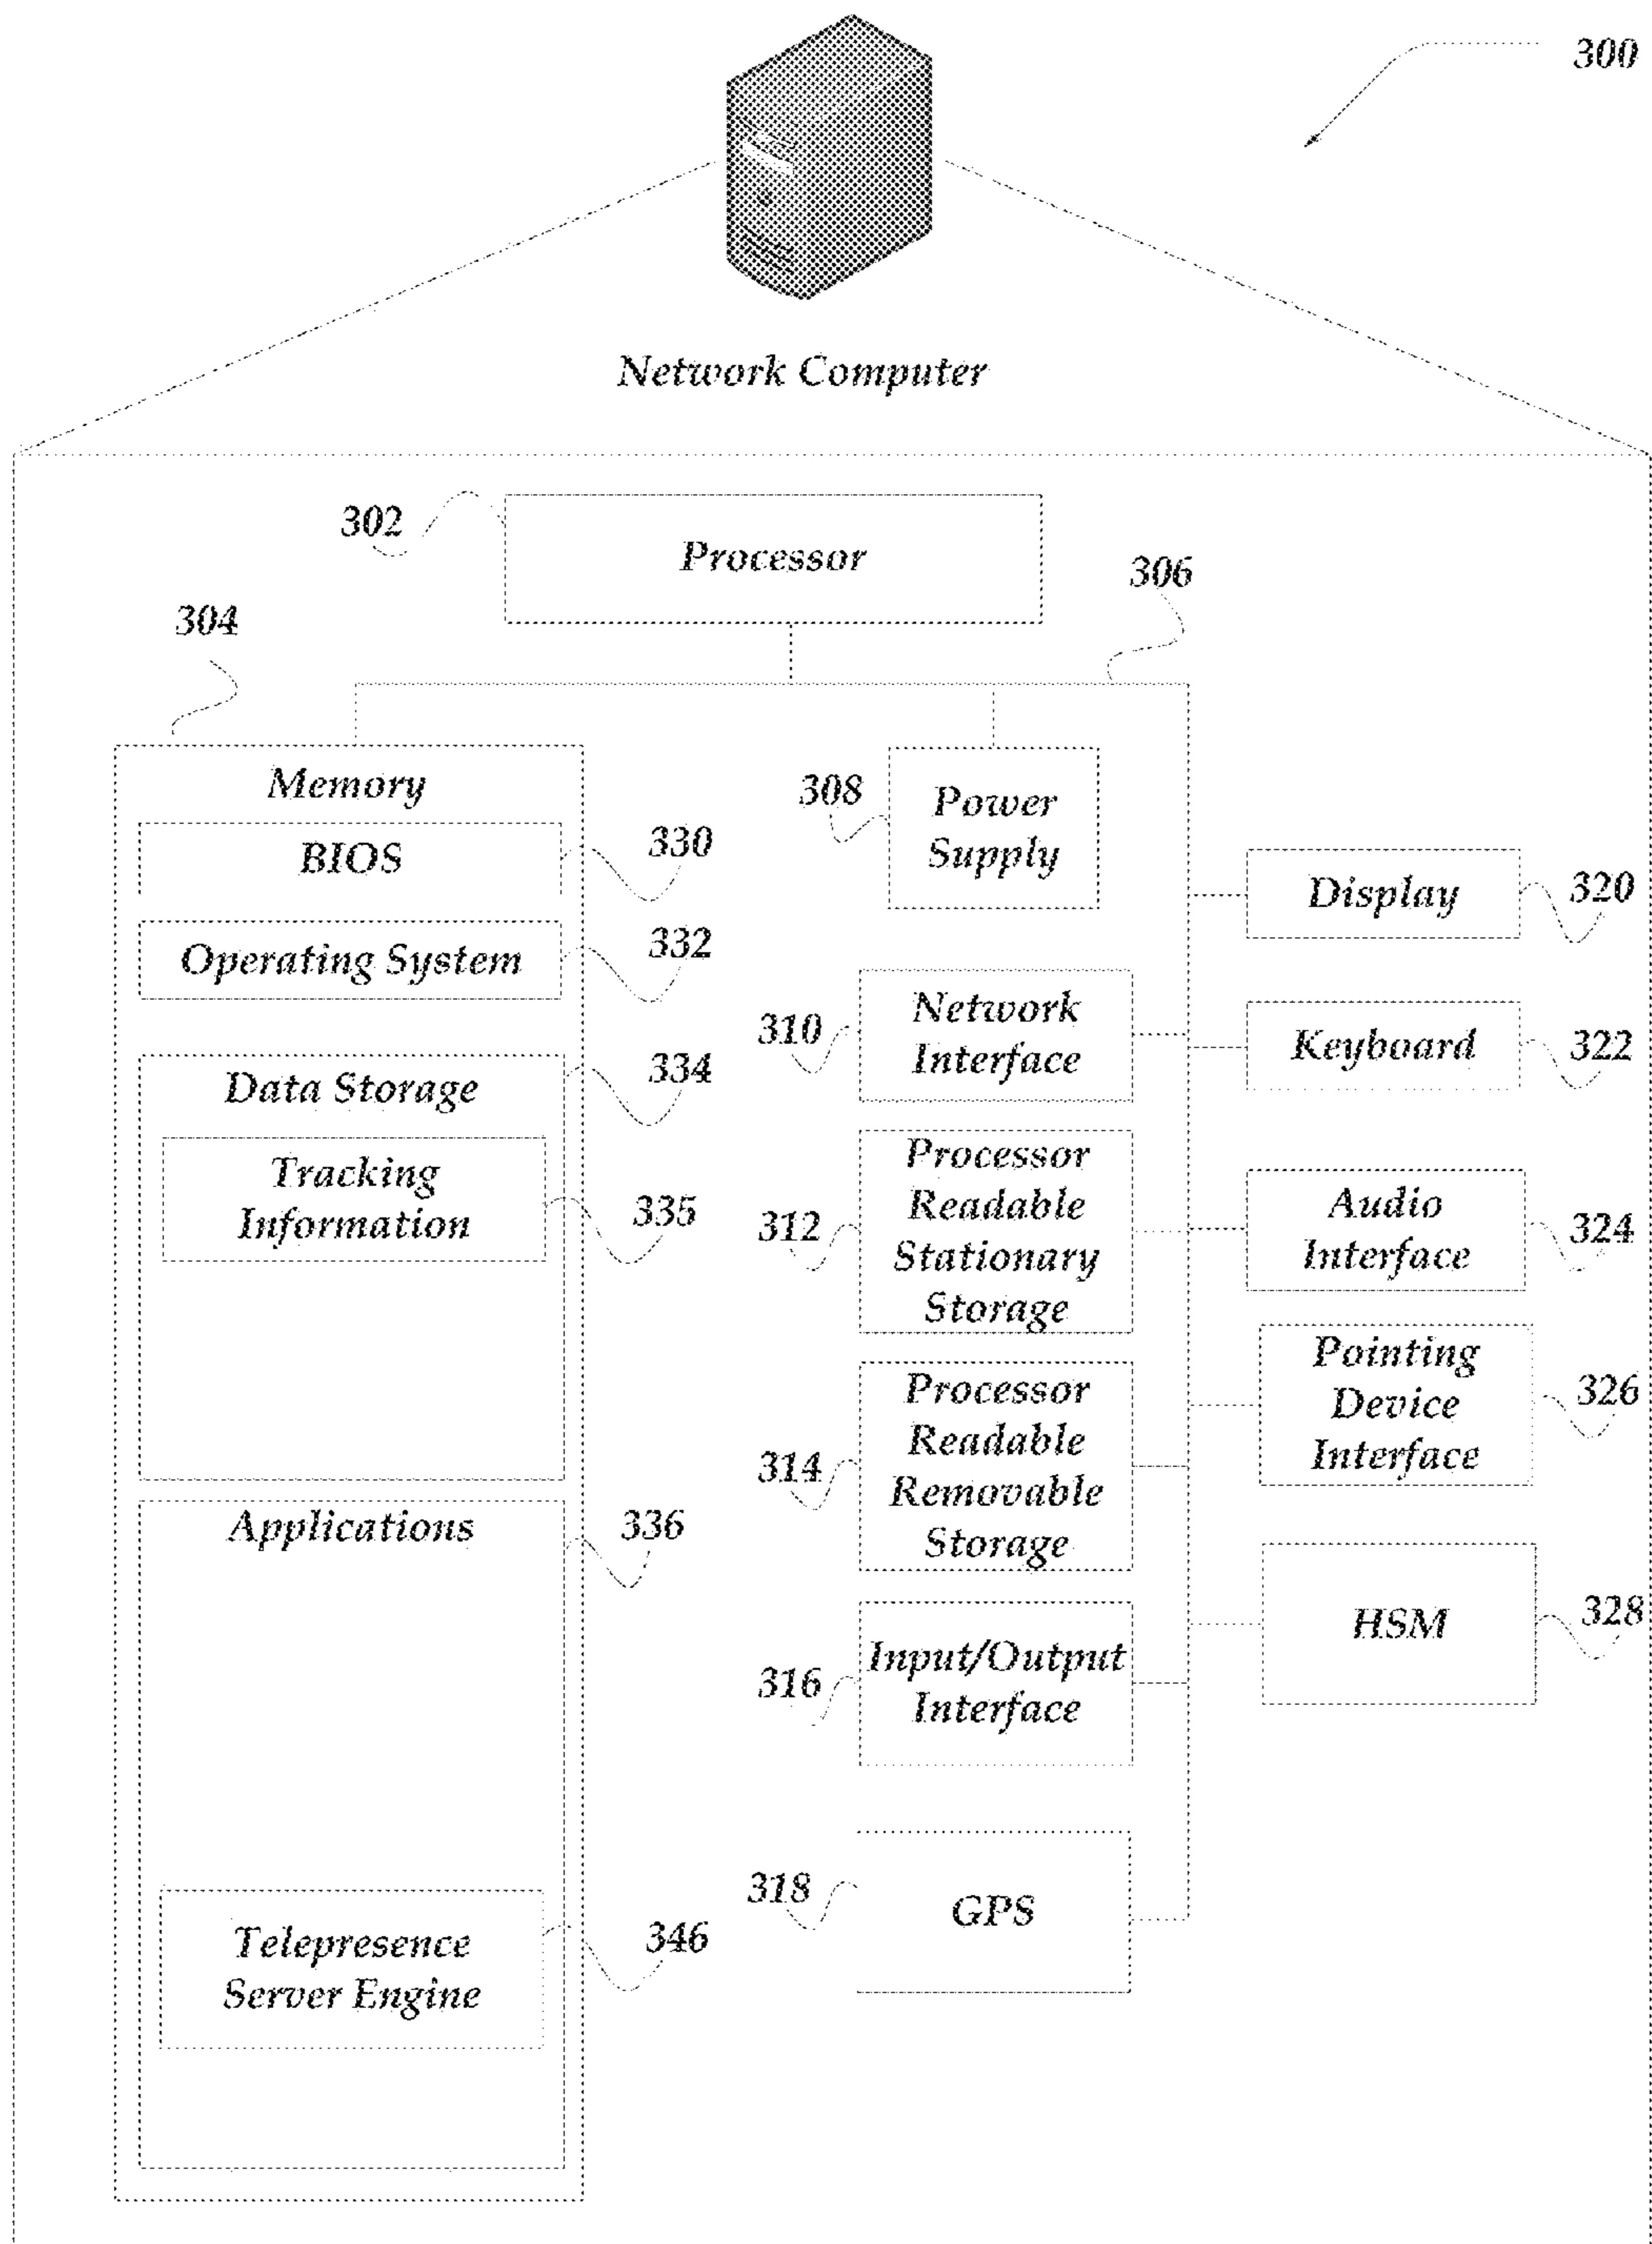 300
Network Computer
302
Processor
306
304
Memory
BIOS
330
Operating System
332
Data Storage
334
Tracking
Information
335
Applications
336
Telepresence
Server Engine
346
308
Power
Supply
310
Network
Interface
312
Processor
Readable
Stationary
Storage
314
Processor
Readable
Removable
Storage
316
Input/Output
Interface
318
GPS
Display
320
Keyboard
322
Audio
Interface
324
Pointing
Device
Interface
326
HSM
328